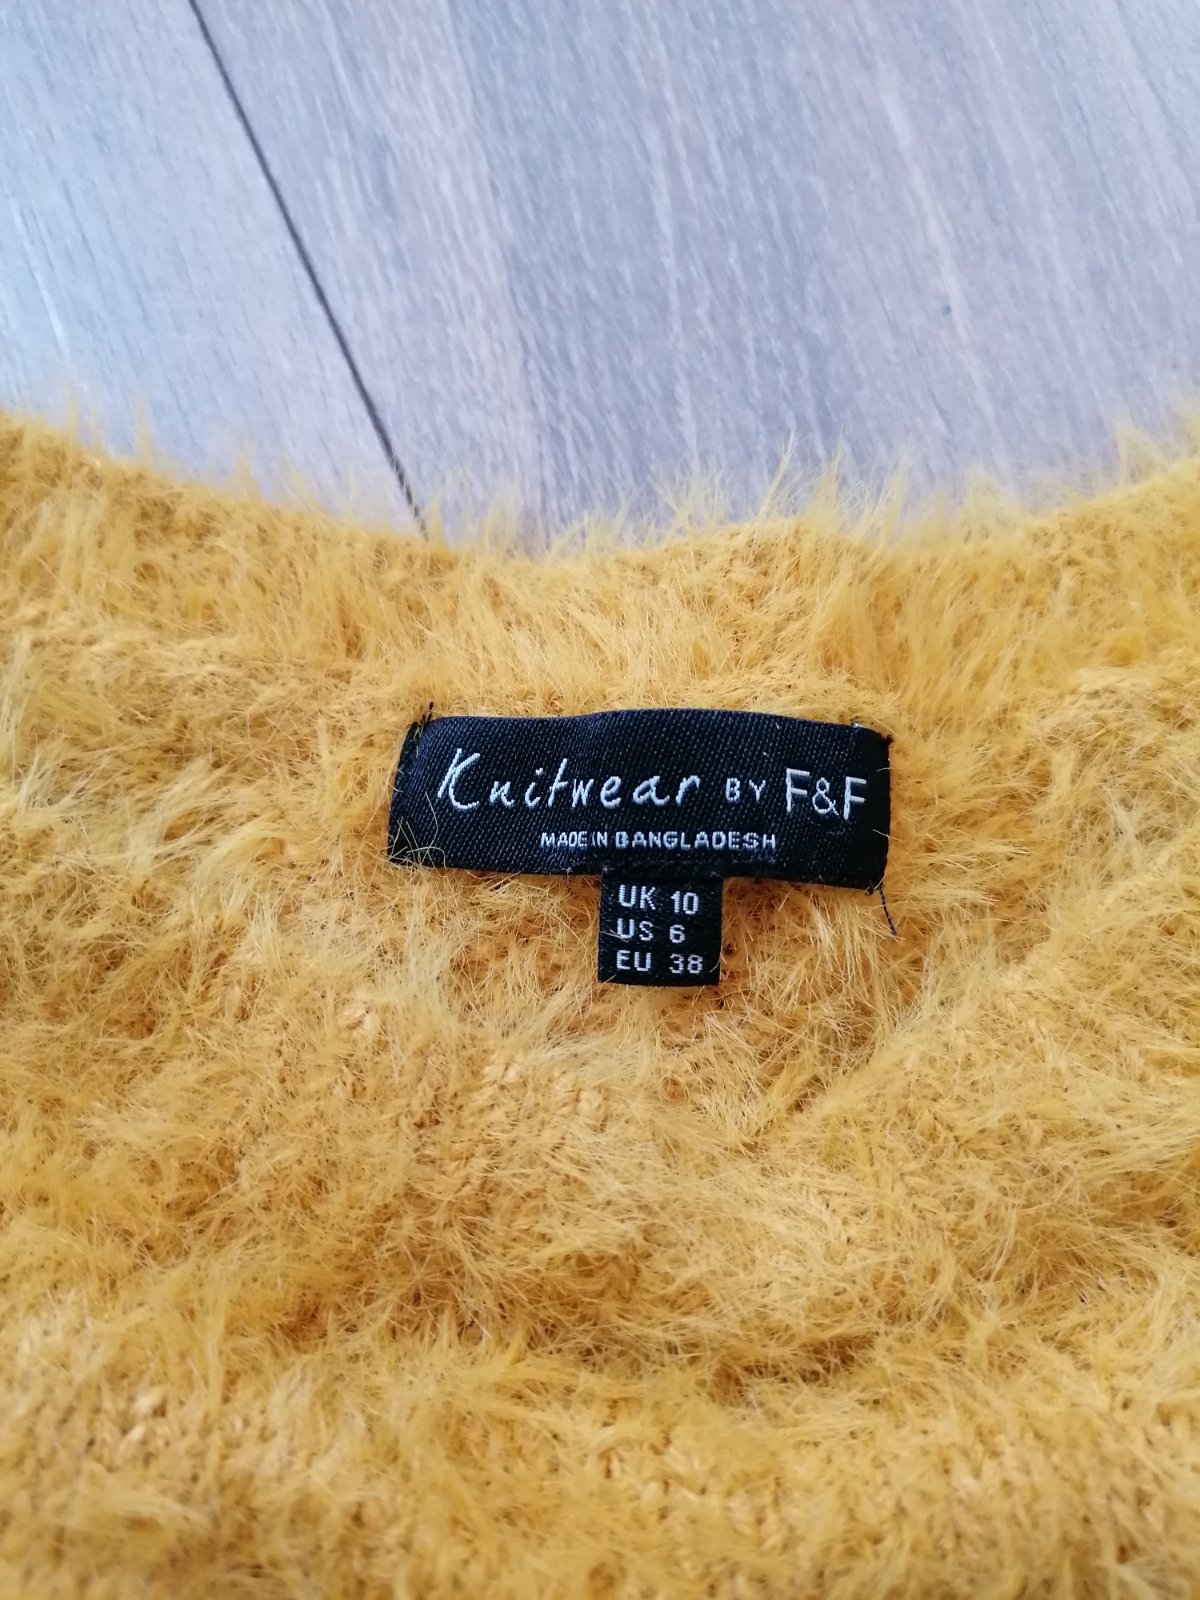 Knitwear BY F&F
MADE IN BANGLADESH
UK 10
US 6
EU 38